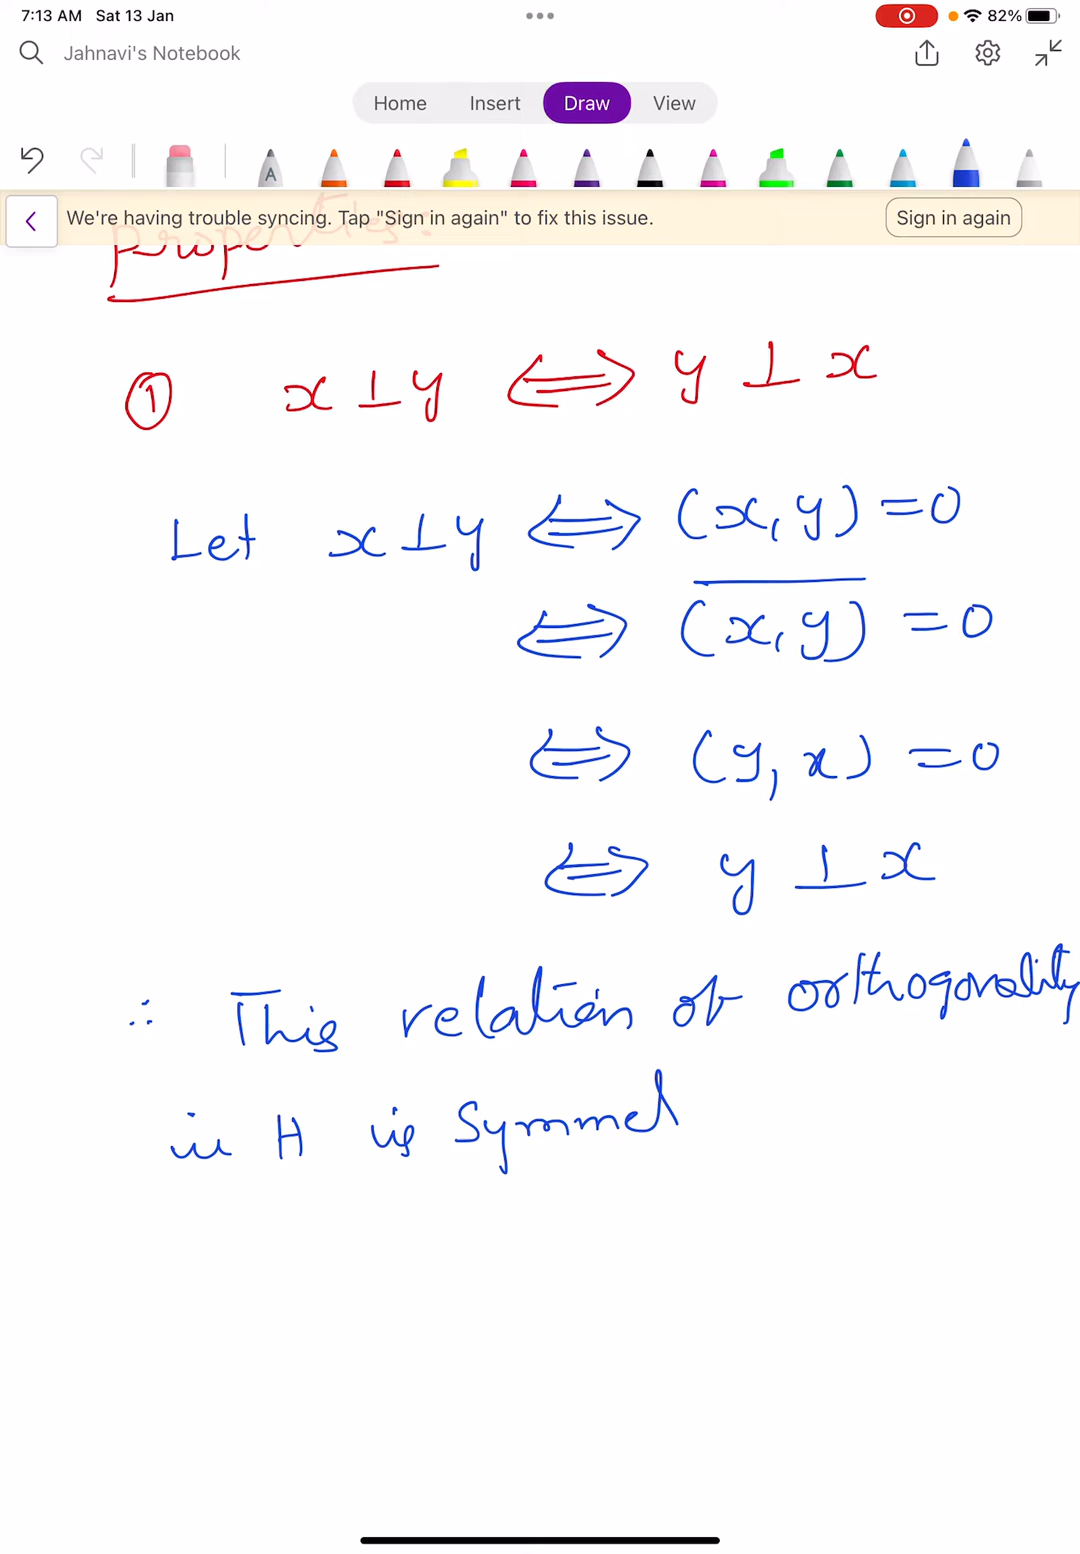 7:13 AM Sat 13 Jan
82%
Jahnavi's Notebook
Home Insert Draw View
A
We're having trouble syncing. Tap "Sign in again" to fix this issue. Sign in again
Properties:
① x ⊥ y ⟺ y ⊥ x
Let x ⊥ y ⟺ (x, y) = 0
⟺ \overline{(x, y)} = 0
⟺ (y, x) = 0
⟺ y ⊥ x
∴ This relation of orthogonality
in H is Symmet